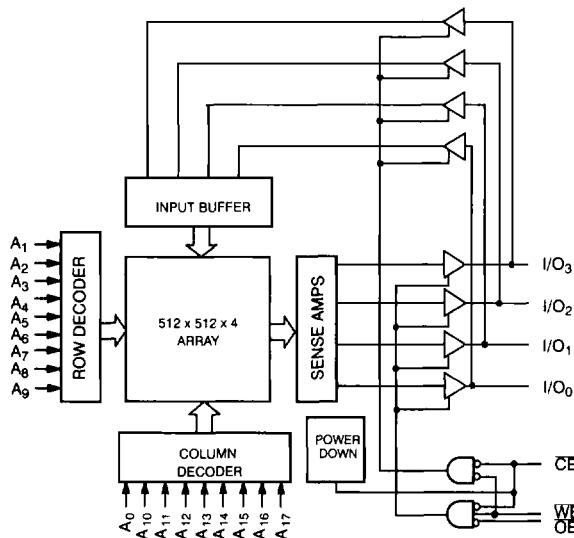 INPUT BUFFER
A1
A2
A3
A4
A5
A6
A7
A8
A9
ROW DECODER
512 x 512 x 4
ARRAY
SENSE AMPS
I/O3
I/O2
I/O1
I/O0
COLUMN
DECODER
POWER
DOWN
A0
A10
A11
A12
A13
A14
A15
A16
A17
CE
WE
OE